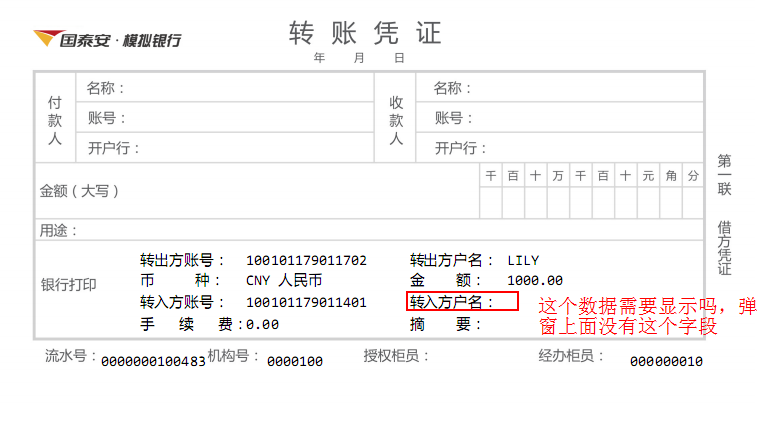 国泰安·模拟银行
转账凭证
年 月 日
付款人
名称：
账号：
开户行：
收款人
名称：
账号：
开户行：
金额（大写）
千 百 十 万 千 百 十 元 角 分
用途：
银行打印
转出方账号： 100101179011702 转出方户名： LILY
币 种： CNY 人民币 金 额： 1000.00
转入方账号： 100101179011401 转入方户名：
手 续 费：0.00 摘 要：
这个数据需要显示吗，弹
窗上面没有这个字段
第一联 借方凭证
流水号：0000000100483 机构号：0000100 授权柜员： 经办柜员：000000010